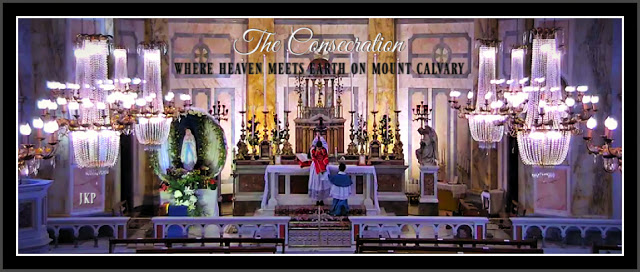 The Consecration
WHERE HEAVEN MEETS EARTH ON MOUNT CALVARY
JKP